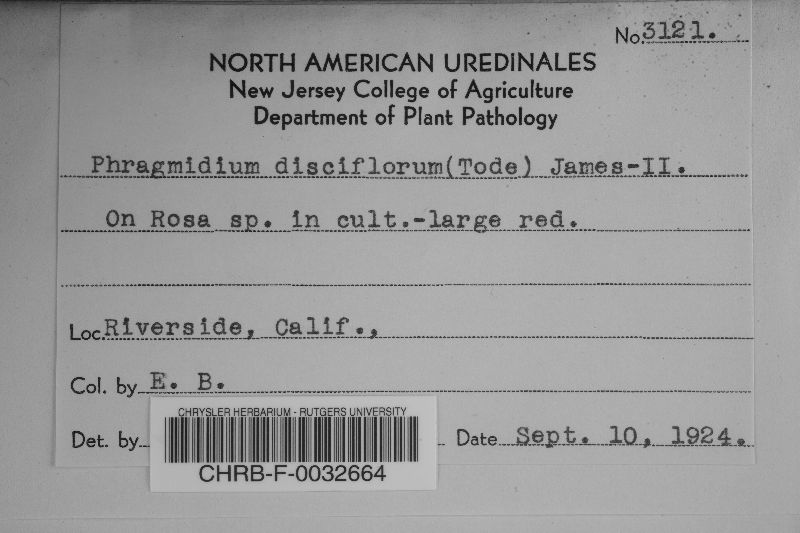 No. 3121.
NORTH AMERICAN UREDINALES
New Jersey College of Agriculture
Department of Plant Pathology
Phragmidium disciflorum(Tode) James-II.
On Rosa sp. in cult.-large red.
Loc. Riverside, Calif.,
Col. by E. B.
CHRYSLER HERBARIUM - RUTGERS UNIVERSITY
Det. by Date Sept. 10, 1924.
CHRB-F-0032664